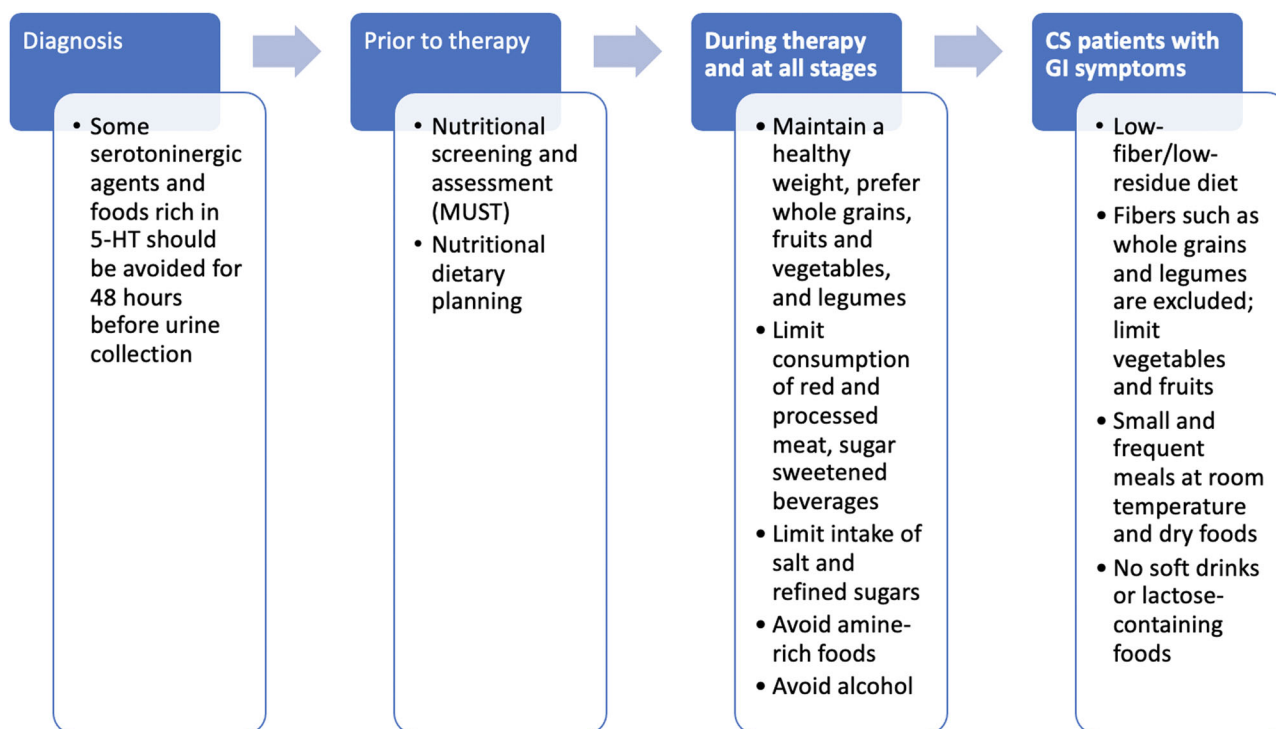 Diagnosis
• Some
serotoninergic
agents and
foods rich in
5-HT should
be avoided for
48 hours
before urine
collection
Prior to therapy
• Nutritional
screening and
assessment
(MUST)
• Nutritional
dietary
planning
During therapy
and at all stages
• Maintain a
healthy
weight, prefer
whole grains,
fruits and
vegetables,
and legumes
• Limit
consumption
of red and
processed
meat, sugar
sweetened
beverages
• Limit intake of
salt and
refined sugars
• Avoid amine-
rich foods
• Avoid alcohol
CS patients with
GI symptoms
• Low-
fiber/low-
residue diet
• Fibers such as
whole grains
and legumes
are excluded;
limit
vegetables
and fruits
• Small and
frequent
meals at room
temperature
and dry foods
• No soft drinks
or lactose-
containing
foods